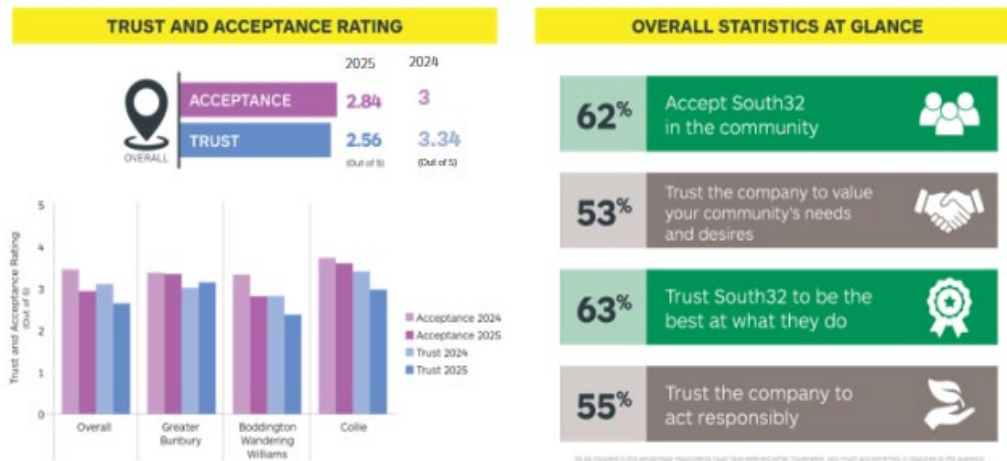 TRUST AND ACCEPTANCE RATING
2025 2024
ACCEPTANCE 2.84 3
TRUST 2.56 3.34
OVERALL (Out of 5) (Out of 5)
Trust and Acceptance Rating
(Out of 5)
5
4
3
2
1
0
Overall
Greater
Bunbury
Boddington
Wandering
Williams
Collie
Acceptance 2024
Acceptance 2025
Trust 2024
Trust 2025
OVERALL STATISTICS AT GLANCE
62%
Accept South32
in the community
53%
Trust the company to value
your community's needs
and desires
63%
Trust South32 to be the
best at what they do
55%
Trust the company to
act responsibly